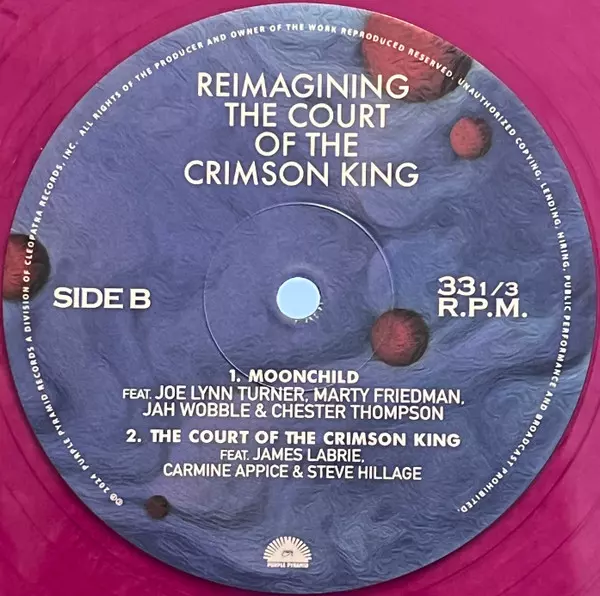 REIMAGINING
THE COURT
OF THE
CRIMSON KING
SIDE B
33 1/3
R.P.M.
1. MOONCHILD
FEAT. JOE LYNN TURNER, MARTY FRIEDMAN,
JAH WOBBLE & CHESTER THOMPSON
2. THE COURT OF THE CRIMSON KING
FEAT. JAMES LABRIE,
CARMINE APPICE & STEVE HILLAGE
PURPLE PYRAMID
℗ © 2024 PURPLE PYRAMID RECORDS A DIVISION OF CLEOPATRA RECORDS, INC. ALL RIGHTS OF THE PRODUCER AND OWNER OF THE WORK REPRODUCED RESERVED. UNAUTHORIZED COPYING, LENDING, HIRING, PUBLIC PERFORMANCE AND BROADCAST PROHIBITED.